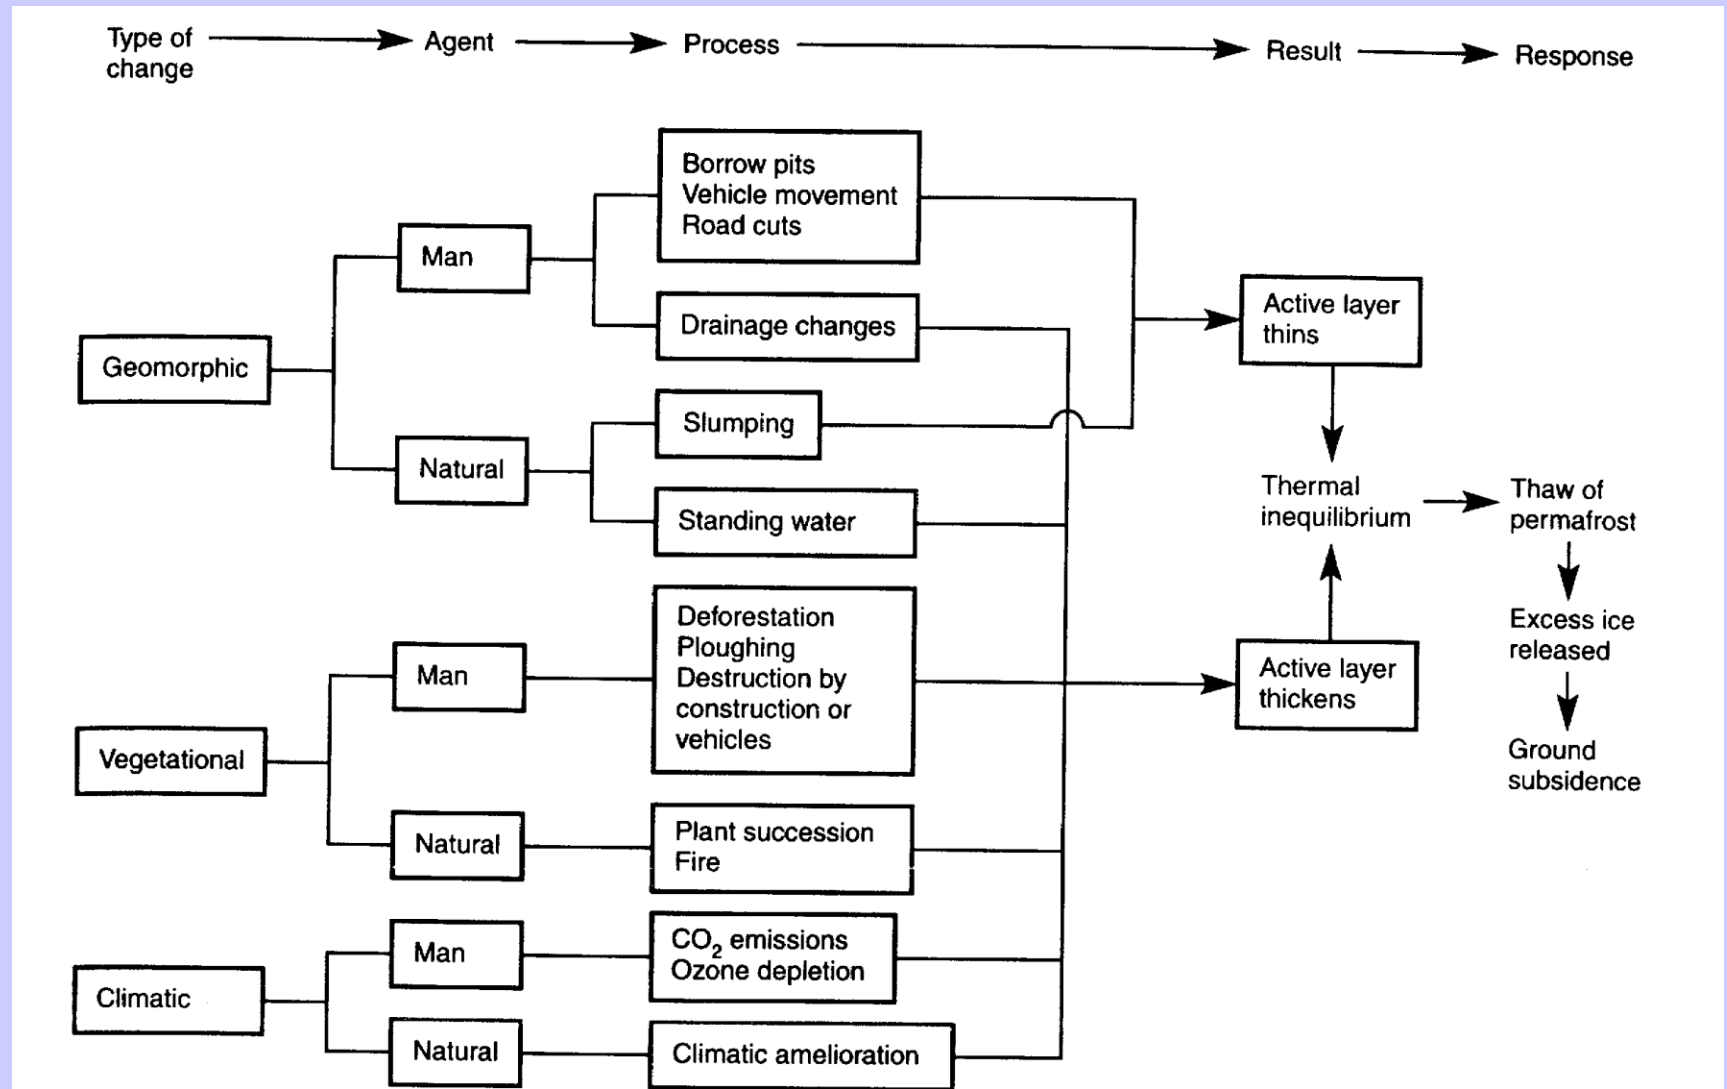 Type of
change
Agent
Process
Result
Response
Borrow pits
Vehicle movement
Road cuts
Man
Drainage changes
Active layer
thins
Geomorphic
Slumping
Natural
Standing water
Thermal
inequilibrium
Thaw of
permafrost
Deforestation
Ploughing
Destruction by
construction or
vehicles
Man
Excess ice
released
Active layer
thickens
Vegetational
Ground
subsidence
Natural
Plant succession
Fire
Man
CO₂ emissions
Ozone depletion
Climatic
Natural
Climatic amelioration